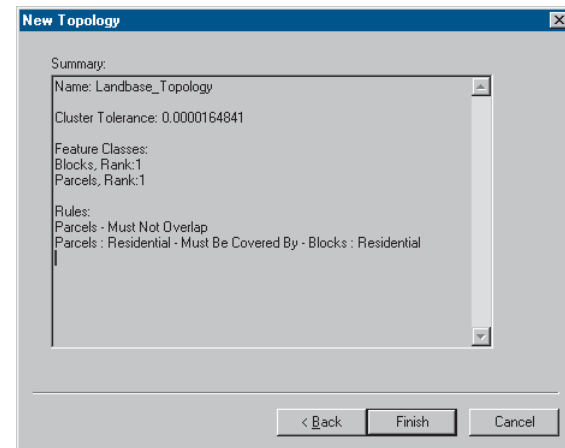 New Topology
Summary:
Name: Landbase_Topology
Cluster Tolerance: 0.0000164841
Feature Classes:
Blocks, Rank:1
Parcels, Rank:1
Rules:
Parcels - Must Not Overlap
Parcels : Residential - Must Be Covered By - Blocks : Residential
< Back
Finish
Cancel